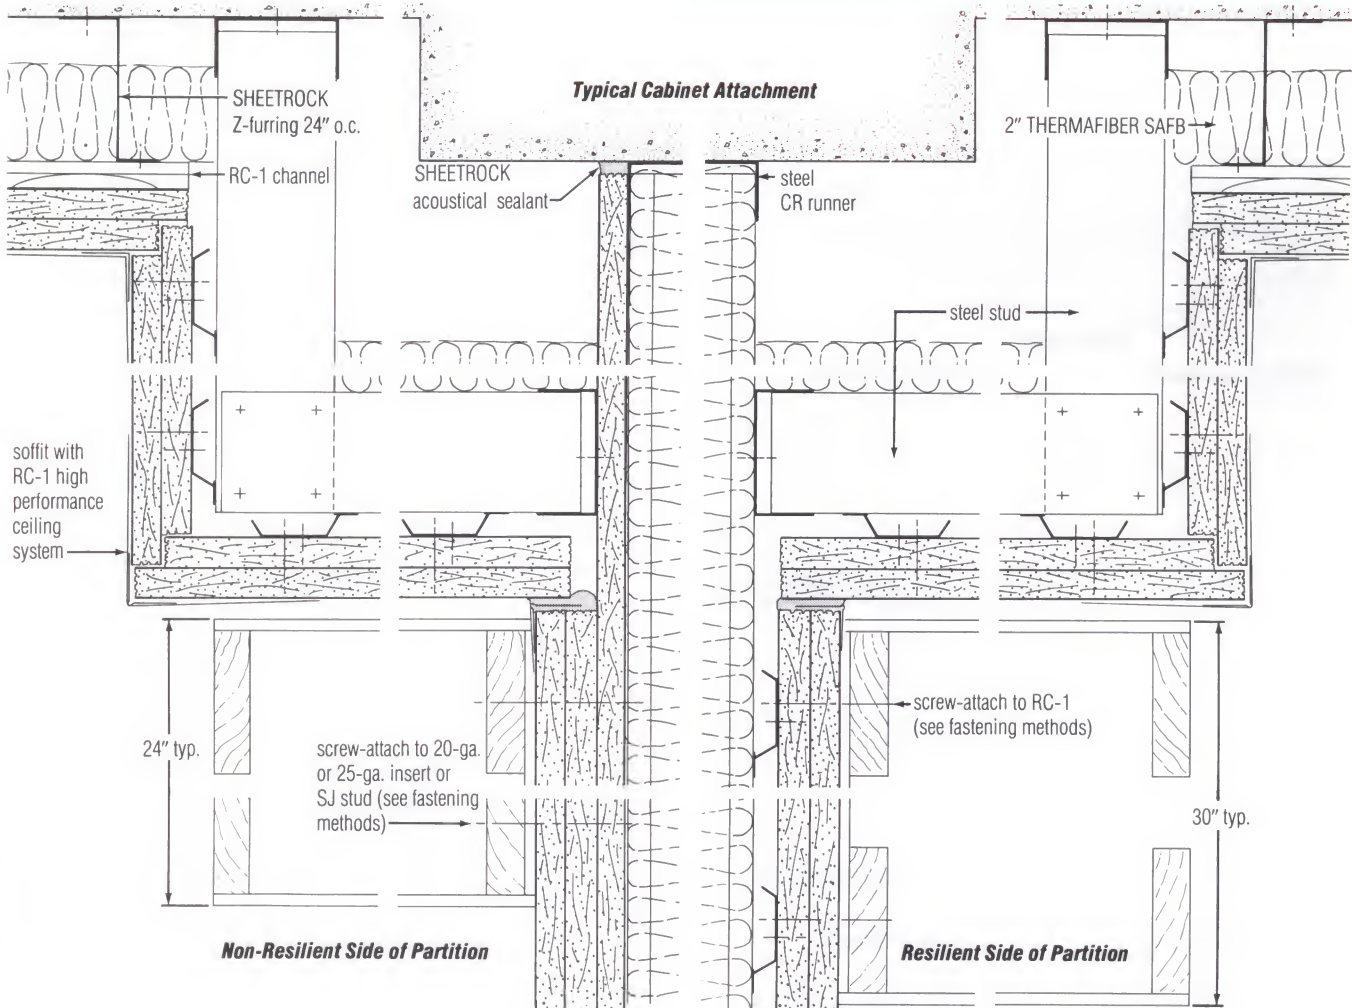 Typical Cabinet Attachment
SHEETROCK
Z-furring 24" o.c.
RC-1 channel
SHEETROCK
acoustical sealant
steel
CR runner
2" THERMAFIBER SAFB
steel stud
soffit with
RC-1 high
performance
ceiling
system
24" typ.
screw-attach to 20-ga.
or 25-ga. insert or
SJ stud (see fastening
methods)
screw-attach to RC-1
(see fastening methods)
30" typ.
Non-Resilient Side of Partition
Resilient Side of Partition